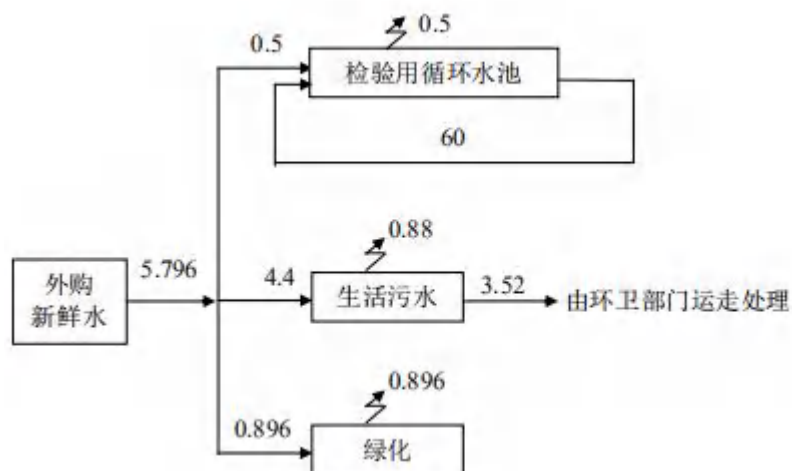 0.5
0.5
检验用循环水池
60
0.88
外购
新鲜水
5.796
4.4
生活污水
3.52
由环卫部门运走处理
0.896
0.896
绿化